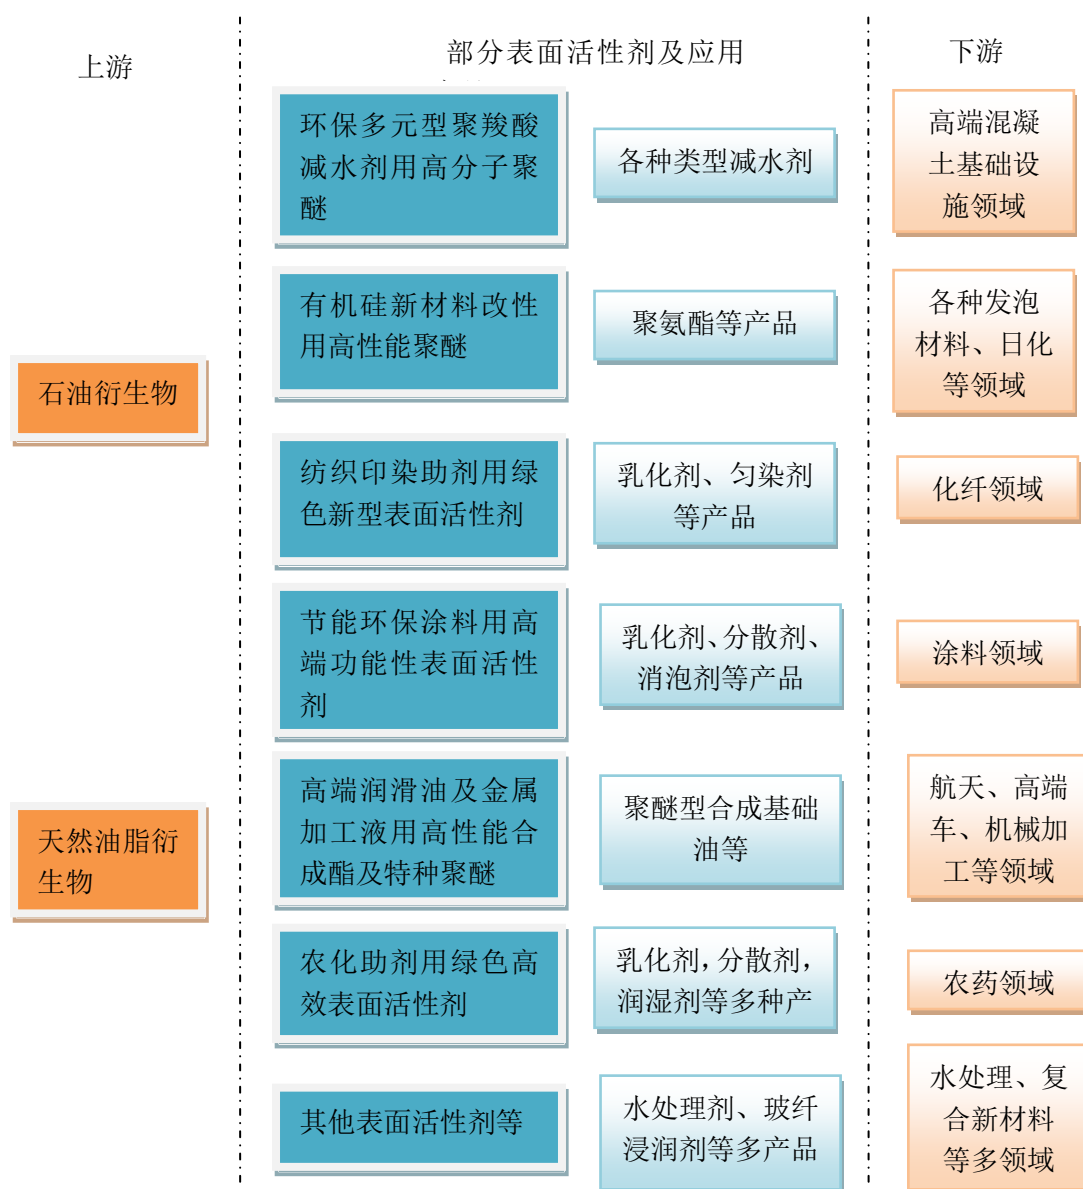 上游
部分表面活性剂及应用
下游
环保多元型聚羧酸
减水剂用高分子聚
醚
各种类型减水剂
高端混凝
土基础设
施领域
有机硅新材料改性
用高性能聚醚
聚氨酯等产品
各种发泡
材料、日化
等领域
石油衍生物
纺织印染助剂用绿
色新型表面活性剂
乳化剂、匀染剂
等产品
化纤领域
节能环保涂料用高
端功能性表面活性
剂
乳化剂、分散剂、
消泡剂等产品
涂料领域
高端润滑油及金属
加工液用高性能合
成酯及特种聚醚
聚醚型合成基础
油等
航天、高端
车、机械加
工等领域
天然油脂衍
生物
农化助剂用绿色高
效表面活性剂
乳化剂，分散剂，
润湿剂等多种产
农药领域
其他表面活性剂等
水处理剂、玻纤
浸润剂等多产品
水处理、复
合新材料
等多领域